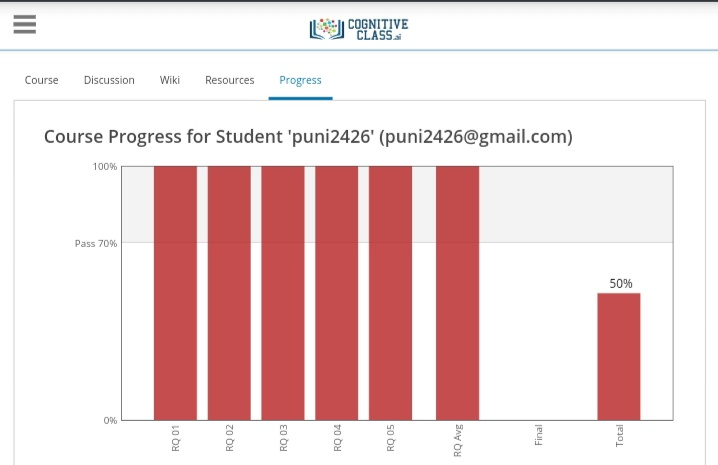 COGNITIVE
CLASS.ai
Course Discussion Wiki Resources Progress
Course Progress for Student 'puni2426' (puni2426@gmail.com)
100%
Pass 70%
50%
0%
RQ 01
RQ 02
RQ 03
RQ 04
RQ 05
RQ Avg
Final
Total